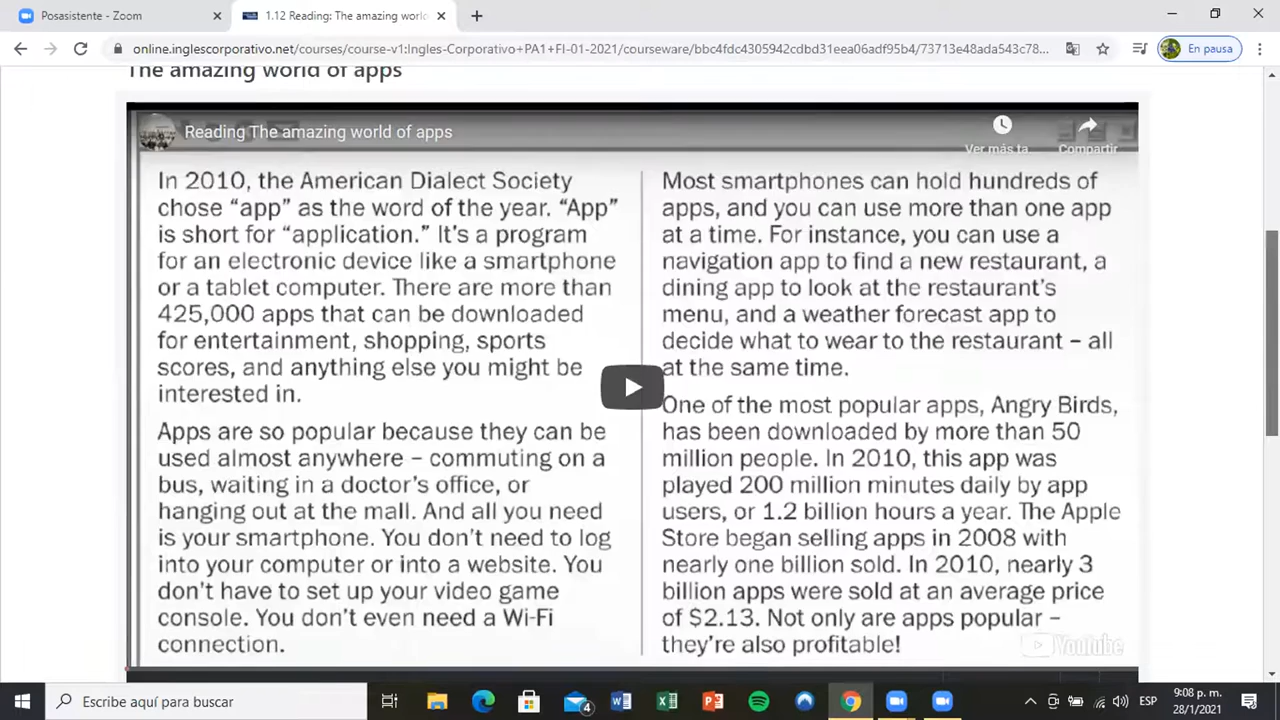 Posasistente - Zoom
1.12 Reading: The amazing worl
online.inglescorporativo.net/courses/course-v1:Ingles-Corporativo+PA1+FI-01-2021/courseware/bbc4fdc4305942cdbd31eea06adf95b4/73713e48ada543c78...
En pausa
The amazing world of apps
Reading The amazing world of apps
Ver más ta.
Compartir
In 2010, the American Dialect Society
chose “app” as the word of the year. “App”
is short for “application.” It’s a program
for an electronic device like a smartphone
or a tablet computer. There are more than
425,000 apps that can be downloaded
for entertainment, shopping, sports
scores, and anything else you might be
interested in.
Apps are so popular because they can be
used almost anywhere – commuting on a
bus, waiting in a doctor’s office, or
hanging out at the mall. And all you need
is your smartphone. You don’t need to log
into your computer or into a website. You
don’t have to set up your video game
console. You don’t even need a Wi-Fi
connection.
Most smartphones can hold hundreds of
apps, and you can use more than one app
at a time. For instance, you can use a
navigation app to find a new restaurant, a
dining app to look at the restaurant’s
menu, and a weather forecast app to
decide what to wear to the restaurant – all
at the same time.
One of the most popular apps, Angry Birds,
has been downloaded by more than 50
million people. In 2010, this app was
played 200 million minutes daily by app
users, or 1.2 billion hours a year. The Apple
Store began selling apps in 2008 with
nearly one billion sold. In 2010, nearly 3
billion apps were sold at an average price
of $2.13. Not only are apps popular –
they’re also profitable!
YouTube
Escribe aquí para buscar
4
ESP
9:08 p. m.
28/1/2021